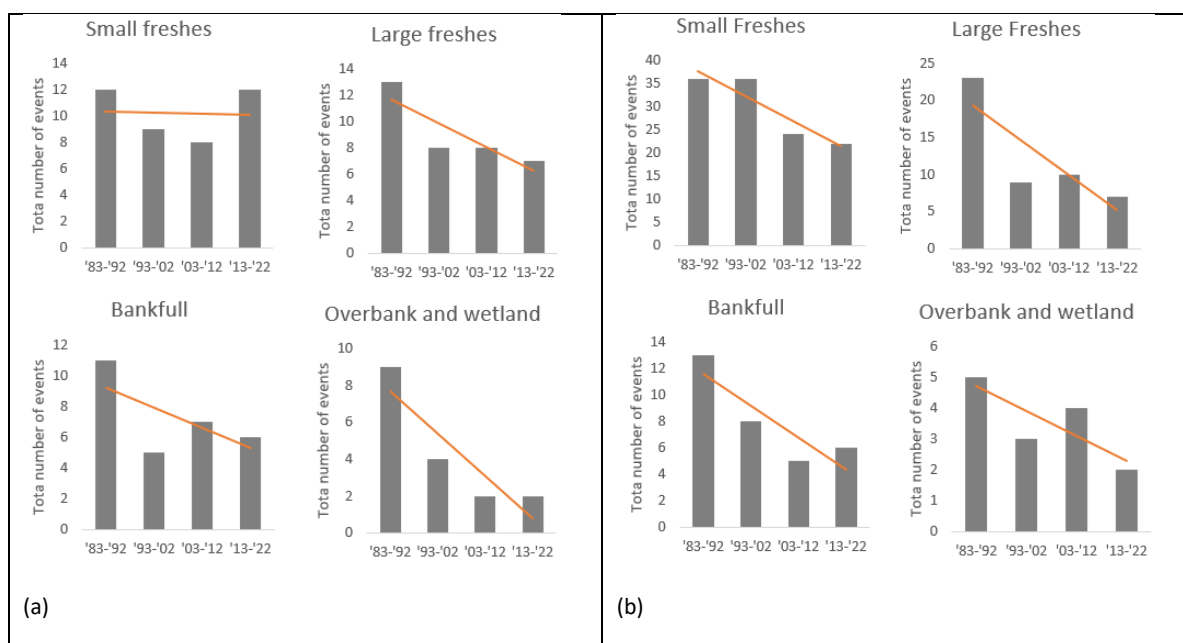 Small freshes
Tota number of events
14
12
10
8
6
4
2
0
'83-'92 '93-'02 '03-'12 '13-'22
Large freshes
Tota number of events
14
12
10
8
6
4
2
0
'83-'92 '93-'02 '03-'12 '13-'22
Bankfull
Tota number of events
12
10
8
6
4
2
0
'83-'92 '93-'02 '03-'12 '13-'22
Overbank and wetland
Tota number of events
10
8
6
4
2
0
'83-'92 '93-'02 '03-'12 '13-'22
(a)
Small Freshes
Tota number of events
40
35
30
25
20
15
10
5
0
'83-'92 '93-'02 '03-'12 '13-'22
Large Freshes
Tota number of events
25
20
15
10
5
0
'83-'92 '93-'02 '03-'12 '13-'22
Bankfull
Tota number of events
14
12
10
8
6
4
2
0
'83-'92 '93-'02 '03-'12 '13-'22
Overbank and wetland
Tota number of events
6
5
4
3
2
1
0
'83-'92 '93-'02 '03-'12 '13-'22
(b)